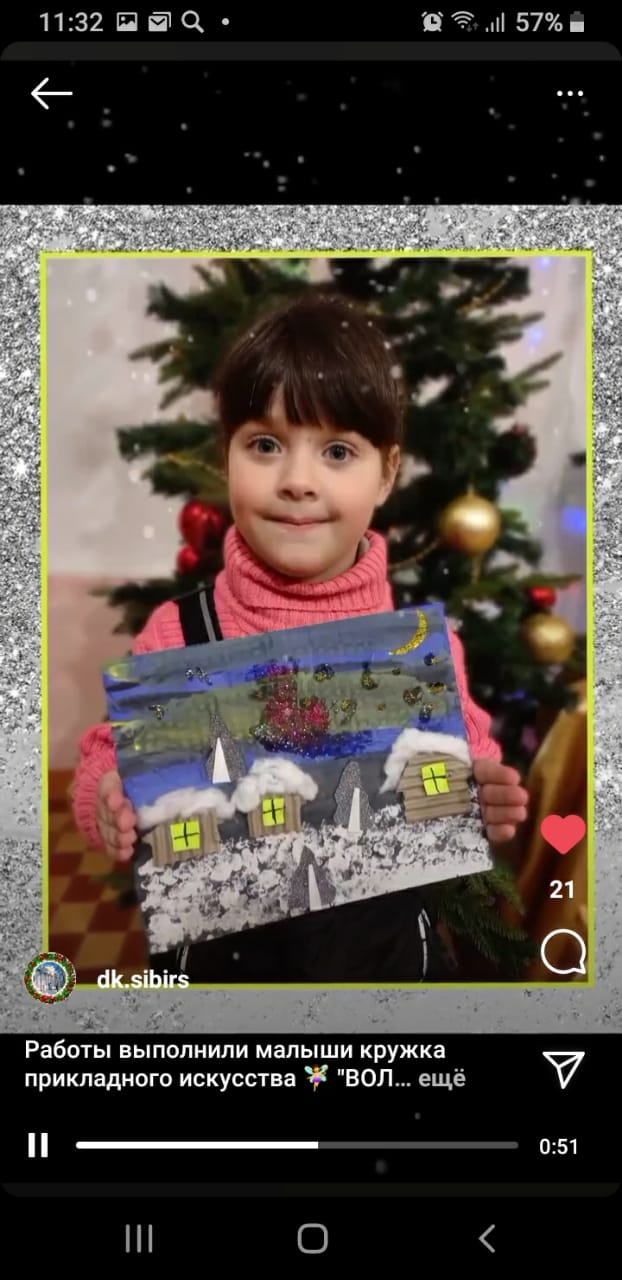 11:32 57%
21
dk.sibirs
Работы выполнили малыши кружка
прикладного искусства 🧚 "ВОЛ... ещё
0:51